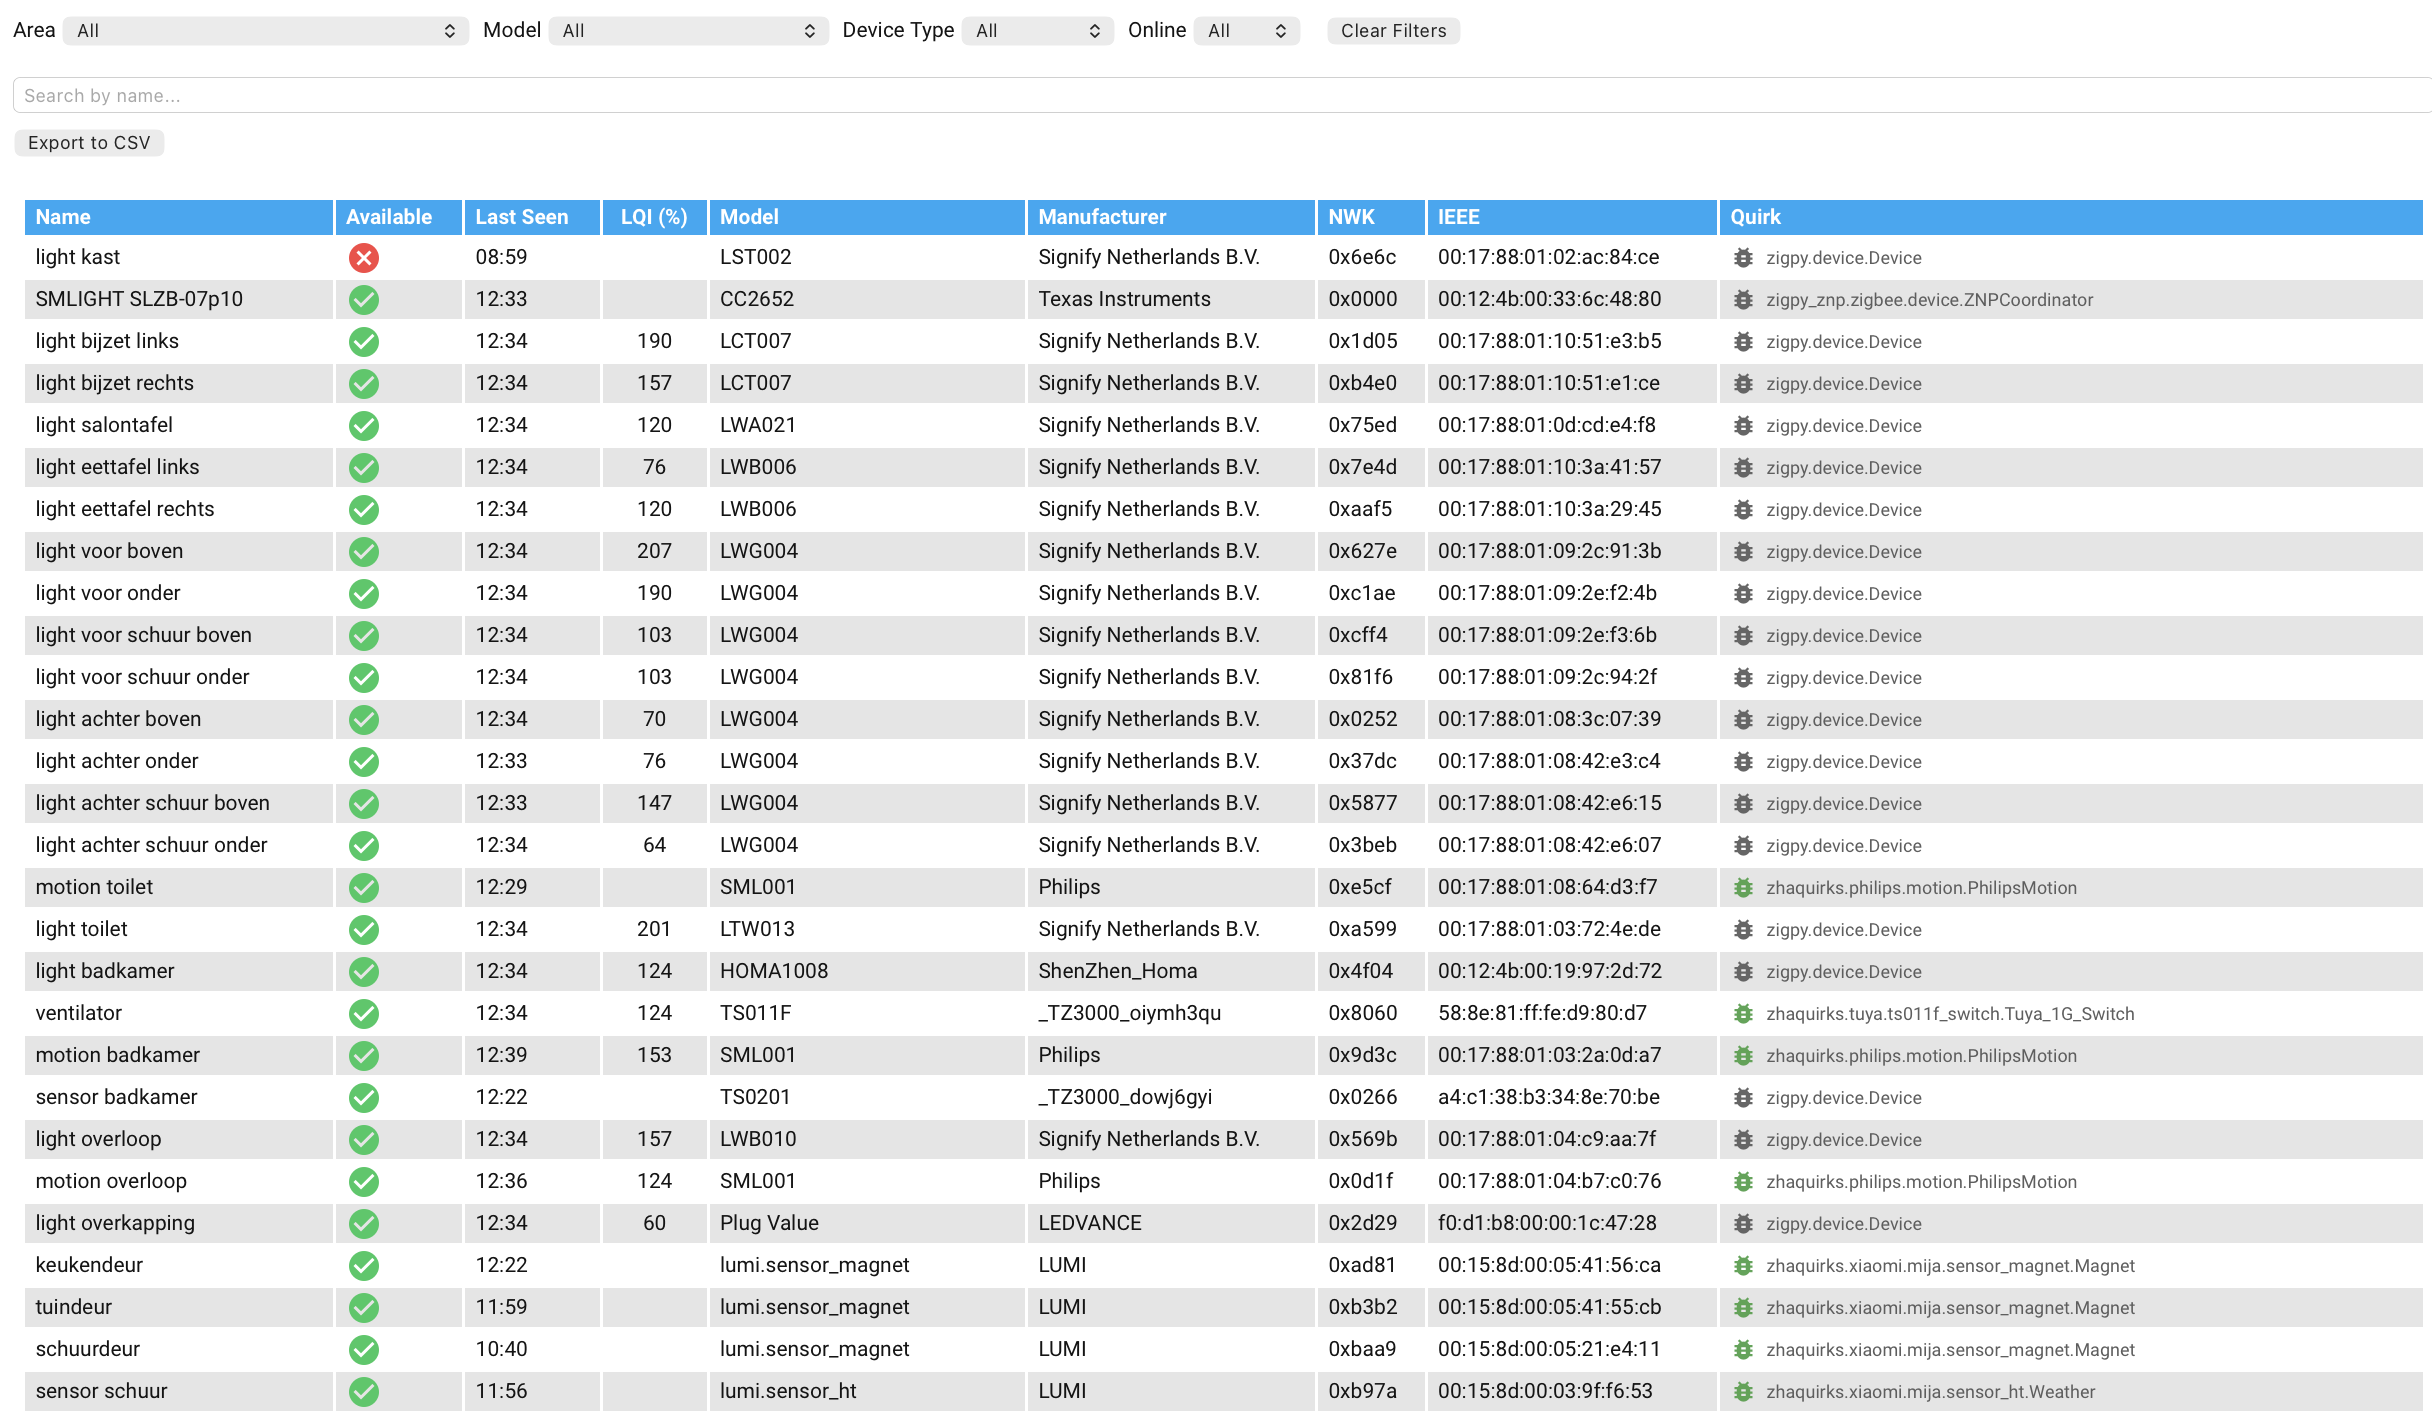 Area All Model All Device Type All Online All Clear Filters
Search by name...
Export to CSV
Name Available Last Seen LQI (%) Model Manufacturer NWK IEEE Quirk
light kast 08:59 LST002 Signify Netherlands B.V. 0x6e6c 00:17:88:01:02:ac:84:ce zigpy.device.Device
SMLIGHT SLZB-07p10 12:33 CC2652 Texas Instruments 0x0000 00:12:4b:00:33:6c:48:80 zigpy_znp.zigbee.device.ZNPCoordinator
light bijzet links 12:34 190 LCT007 Signify Netherlands B.V. 0x1d05 00:17:88:01:10:51:e3:b5 zigpy.device.Device
light bijzet rechts 12:34 157 LCT007 Signify Netherlands B.V. 0xb4e0 00:17:88:01:10:51:e1:ce zigpy.device.Device
light salontafel 12:34 120 LWA021 Signify Netherlands B.V. 0x75ed 00:17:88:01:0d:cd:e4:f8 zigpy.device.Device
light eettafel links 12:34 76 LWB006 Signify Netherlands B.V. 0x7e4d 00:17:88:01:10:3a:41:57 zigpy.device.Device
light eettafel rechts 12:34 120 LWB006 Signify Netherlands B.V. 0xaaf5 00:17:88:01:10:3a:29:45 zigpy.device.Device
light voor boven 12:34 207 LWG004 Signify Netherlands B.V. 0x627e 00:17:88:01:09:2c:91:3b zigpy.device.Device
light voor onder 12:34 190 LWG004 Signify Netherlands B.V. 0xc1ae 00:17:88:01:09:2e:f2:4b zigpy.device.Device
light voor schuur boven 12:34 103 LWG004 Signify Netherlands B.V. 0xcff4 00:17:88:01:09:2e:f3:6b zigpy.device.Device
light voor schuur onder 12:34 103 LWG004 Signify Netherlands B.V. 0x81f6 00:17:88:01:09:2c:94:2f zigpy.device.Device
light achter boven 12:34 70 LWG004 Signify Netherlands B.V. 0x0252 00:17:88:01:08:3c:07:39 zigpy.device.Device
light achter onder 12:33 76 LWG004 Signify Netherlands B.V. 0x37dc 00:17:88:01:08:42:e3:c4 zigpy.device.Device
light achter schuur boven 12:33 147 LWG004 Signify Netherlands B.V. 0x5877 00:17:88:01:08:42:e6:15 zigpy.device.Device
light achter schuur onder 12:34 64 LWG004 Signify Netherlands B.V. 0x3beb 00:17:88:01:08:42:e6:07 zigpy.device.Device
motion toilet 12:29 SML001 Philips 0xe5cf 00:17:88:01:08:64:d3:f7 zhaquirks.philips.motion.PhilipsMotion
light toilet 12:34 201 LTW013 Signify Netherlands B.V. 0xa599 00:17:88:01:03:72:4e:de zigpy.device.Device
light badkamer 12:34 124 HOMA1008 ShenZhen_Homa 0x4f04 00:12:4b:00:19:97:2d:72 zigpy.device.Device
ventilator 12:34 124 TS011F _TZ3000_oiymh3qu 0x8060 58:8e:81:ff:fe:d9:80:d7 zhaquirks.tuya.ts011f_switch.Tuya_1G_Switch
motion badkamer 12:39 153 SML001 Philips 0x9d3c 00:17:88:01:03:2a:0d:a7 zhaquirks.philips.motion.PhilipsMotion
sensor badkamer 12:22 TS0201 _TZ3000_dowj6gyi 0x0266 a4:c1:38:b3:34:8e:70:be zigpy.device.Device
light overloop 12:34 157 LWB010 Signify Netherlands B.V. 0x569b 00:17:88:01:04:c9:aa:7f zigpy.device.Device
motion overloop 12:36 124 SML001 Philips 0x0d1f 00:17:88:01:04:b7:c0:76 zhaquirks.philips.motion.PhilipsMotion
light overkapping 12:34 60 Plug Value LEDVANCE 0x2d29 f0:d1:b8:00:00:1c:47:28 zigpy.device.Device
keukendeur 12:22 lumi.sensor_magnet LUMI 0xad81 00:15:8d:00:05:41:56:ca zhaquirks.xiaomi.mija.sensor_magnet.Magnet
tuindeur 11:59 lumi.sensor_magnet LUMI 0xb3b2 00:15:8d:00:05:41:55:cb zhaquirks.xiaomi.mija.sensor_magnet.Magnet
schuurdeur 10:40 lumi.sensor_magnet LUMI 0xbaa9 00:15:8d:00:05:21:e4:11 zhaquirks.xiaomi.mija.sensor_magnet.Magnet
sensor schuur 11:56 lumi.sensor_ht LUMI 0xb97a 00:15:8d:00:03:9f:f6:53 zhaquirks.xiaomi.mija.sensor_ht.Weather